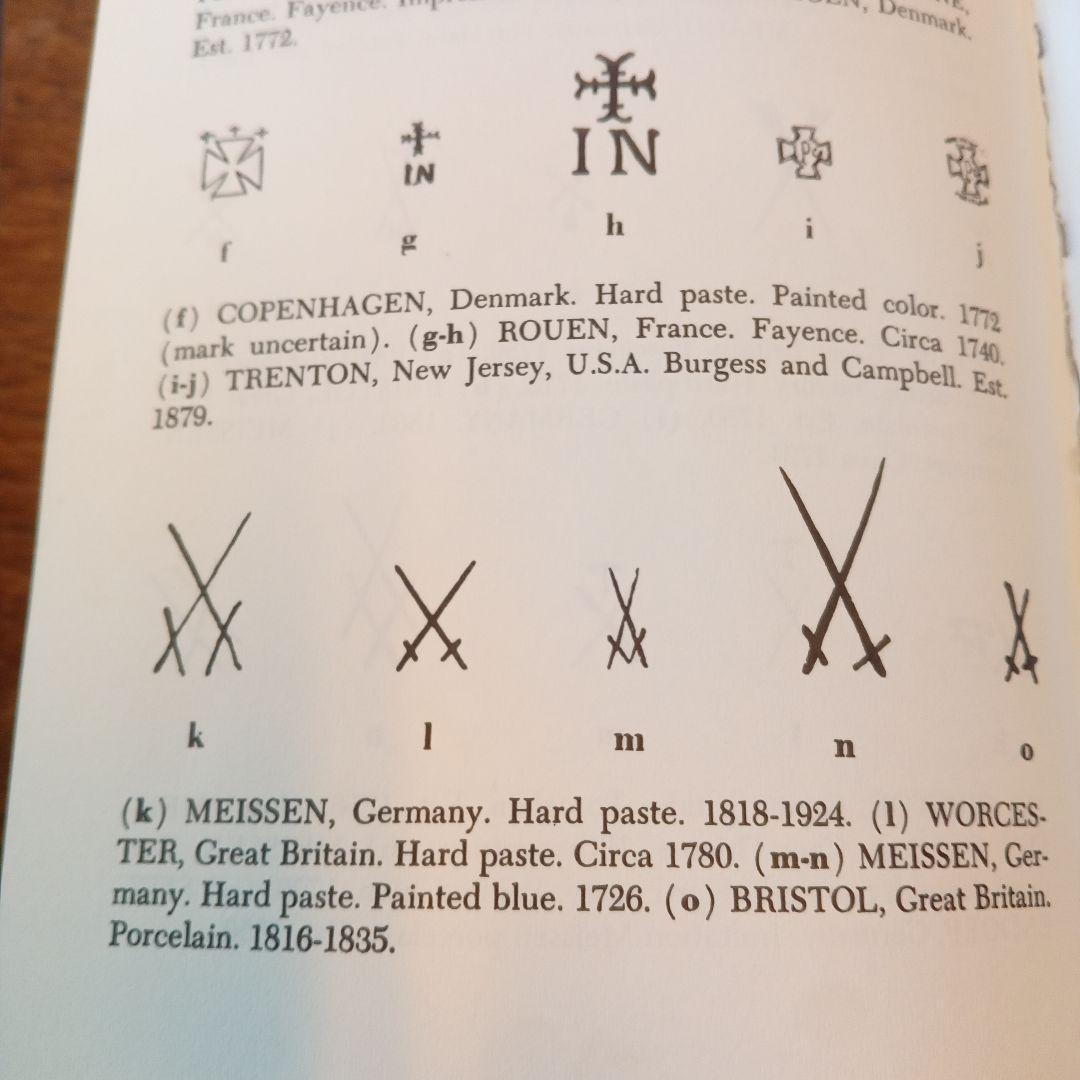 France. Fayence.
Denmark.
Est. 1772.
IN
IN
f g h i j
(f) COPENHAGEN, Denmark. Hard paste. Painted color. 1772
(mark uncertain). (g-h) ROUEN, France. Fayence. Circa 1740.
(i-j) TRENTON, New Jersey, U.S.A. Burgess and Campbell. Est.
1879.
k l m n o
(k) MEISSEN, Germany. Hard paste. 1818-1924. (l) WORCES-
TER, Great Britain. Hard paste. Circa 1780. (m-n) MEISSEN, Ger-
many. Hard paste. Painted blue. 1726. (o) BRISTOL, Great Britain.
Porcelain. 1816-1835.